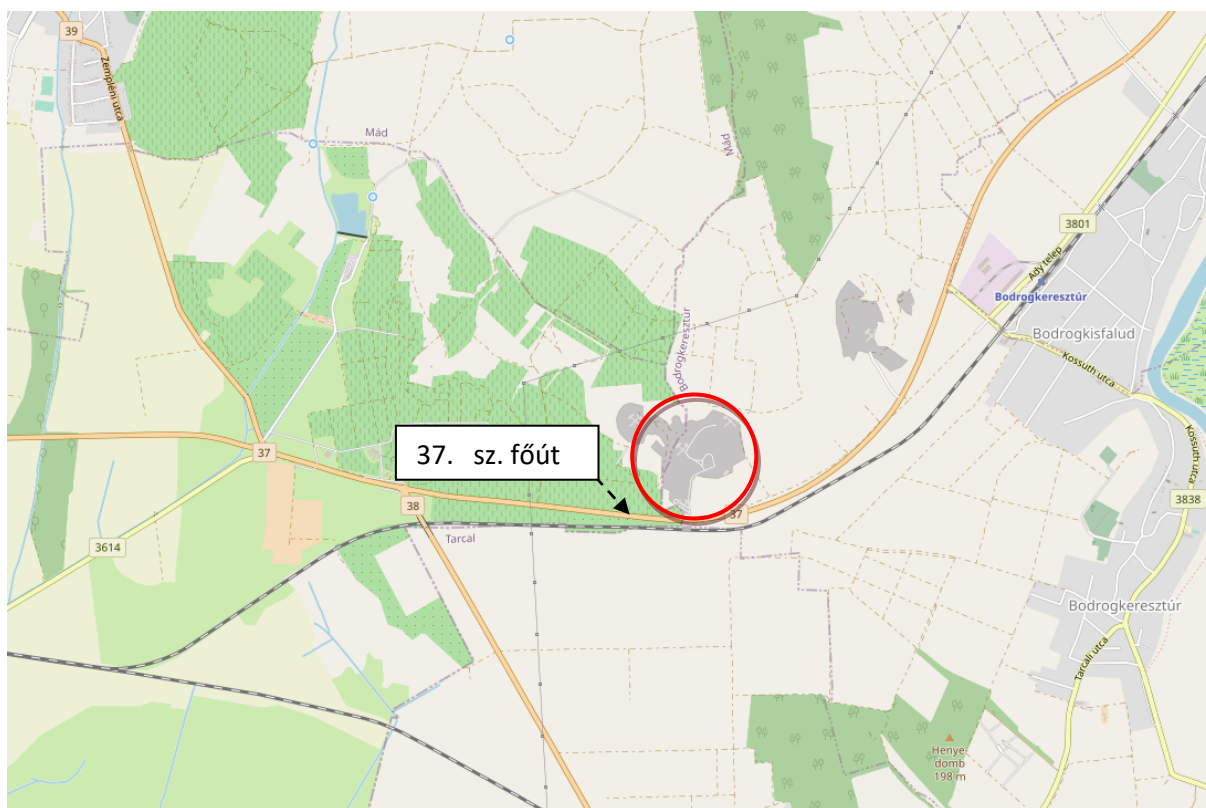 39
Zempléni utca
Mád
Mád
3801
Ady telep
Bodrogkeresztúr
Bodrogkisfalud
Kossuth utca
Bodrogkeresztúr
37. sz. főút
37
38
37
Kossuth utca
3838
3614
Tarcal
Bodrogkeresztúr
Tarcali utca
Henye-
domb
198 m